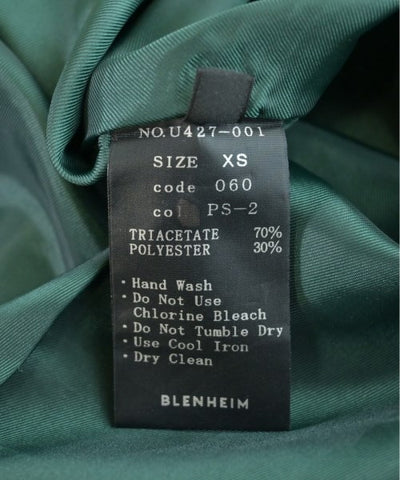 NO.U427-001
SIZE XS
code 060
col PS-2
TRIACETATE 70%
POLYESTER 30%
・Hand Wash
・Do Not Use
Chlorine Bleach
・Do Not Tumble Dry
・Use Cool Iron
・Dry Clean
BLENHEIM